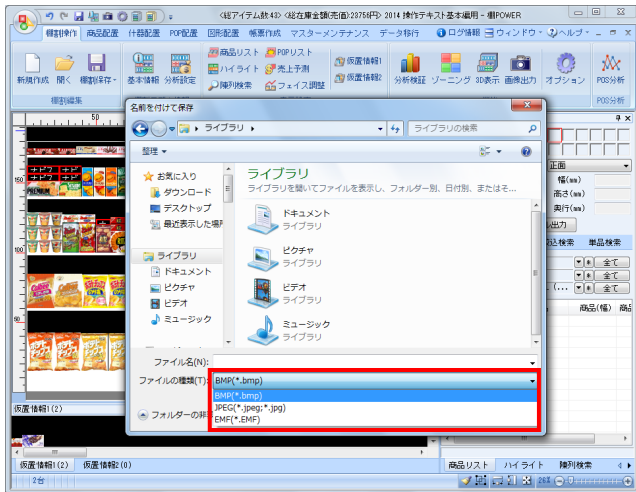 <総アイテム数:43> <総在庫金額(売価):23756円> 2014 操作テキスト基本編用 - 棚POWER
棚割操作 商品配置 什器配置 POP配置 図形配置 帳票作成 マスターメンテナンス データ移行 ログ情報 ウィンドウ ヘルプ
新規作成 開く 棚割保存 基本情報 分析設定
商品リスト POPリスト
ハイライト 売上予測
陳列検索 フェイス調整
仮置情報1
仮置情報2
分析検証 ゾーニング 3D表示 画像出力 オプション POS分析
棚割編集 POS分析
名前を付けて保存
ライブラリ ライブラリの検索
整理
お気に入り
ダウンロード
デスクトップ
最近表示した場所
ライブラリ
ドキュメント
ピクチャ
ビデオ
ミュージック
ライブラリ
ライブラリを開いてファイルを表示し、フォルダー別、日付別、またはそ...
ドキュメント
ライブラリ
ピクチャ
ライブラリ
ビデオ
ライブラリ
ミュージック
ライブラリ
ファイル名(N):
ファイルの種類(T): BMP(*.bmp)
BMP(*.bmp)
JPEG(*.jpeg;*.jpg)
EMF(*.EMF)
フォルダーの非
50
150
100
50
正面
幅(mm)
高さ(mm)
奥行(mm)
出力
込検索 単品検索
全て
全て
(... 全て
商品(幅) 商品
仮置情報1(2)
仮置情報1(2) 仮置情報2(0)
商品リスト ハイライト 陳列検索
2台 26%